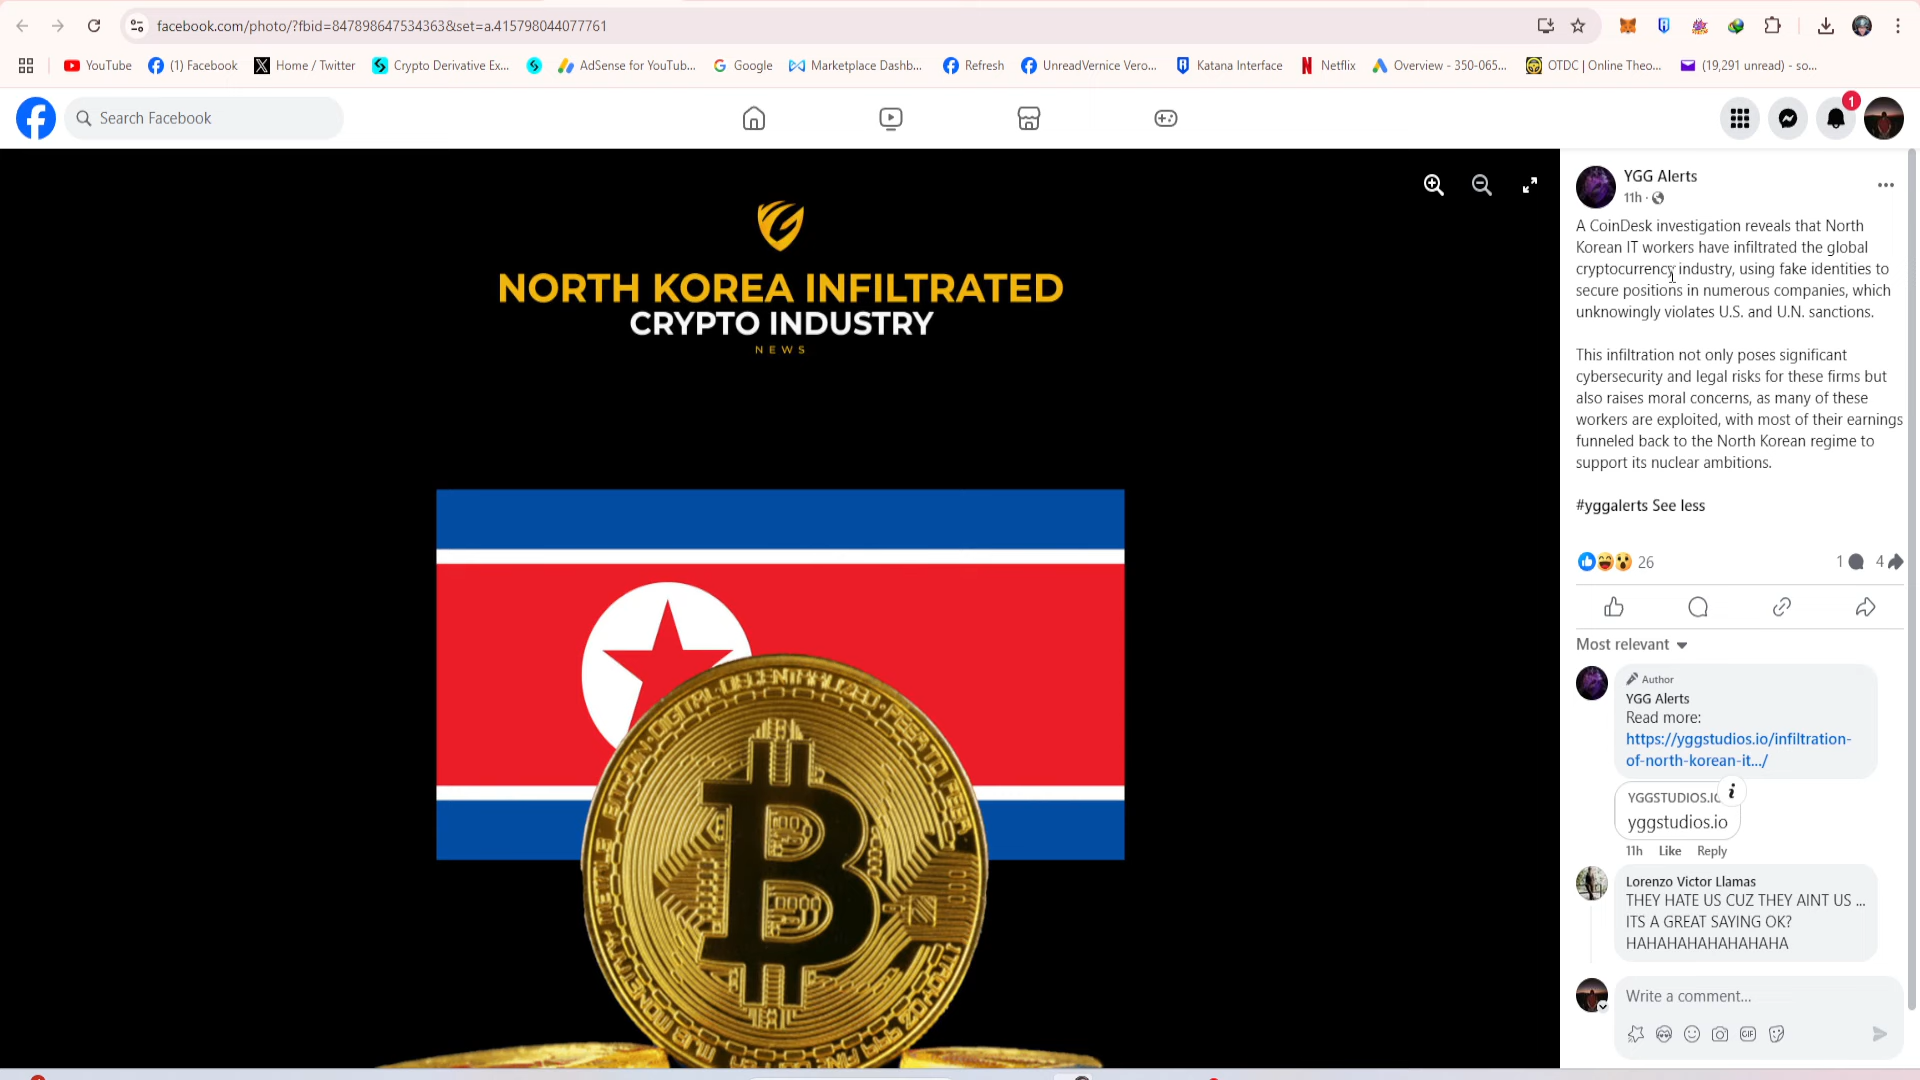 facebook.com/photo/?fbid=847898647534363&set=a.415798044077761
YouTube
(1) Facebook
Home / Twitter
Crypto Derivative Ex...
AdSense for YouTub...
Google
Marketplace Dashb...
Refresh
UnreadVernice Vero...
Katana Interface
Netflix
Overview - 350-065...
OTDC | Online Theo...
(19,291 unread) - so...
Search Facebook
1
NORTH KOREA INFILTRATED
CRYPTO INDUSTRY
NEWS
BITCOIN·DIGITAL·DECENTRALIZED·PEER TO PEER
YGG Alerts
11h ·
A CoinDesk investigation reveals that North
Korean IT workers have infiltrated the global
cryptocurrency industry, using fake identities to
secure positions in numerous companies, which
unknowingly violates U.S. and U.N. sanctions.
This infiltration not only poses significant
cybersecurity and legal risks for these firms but
also raises moral concerns, as many of these
workers are exploited, with most of their earnings
funneled back to the North Korean regime to
support its nuclear ambitions.
#yggalerts See less
26
1
4
Most relevant
Author
YGG Alerts
Read more:
https://yggstudios.io/infiltration-
of-north-korean-it.../
YGGSTUDIOS.IO
yggstudios.io
11h Like Reply
Lorenzo Victor Llamas
THEY HATE US CUZ THEY AINT US ...
ITS A GREAT SAYING OK?
HAHAHAHAHAHAHA
Write a comment...
GIF